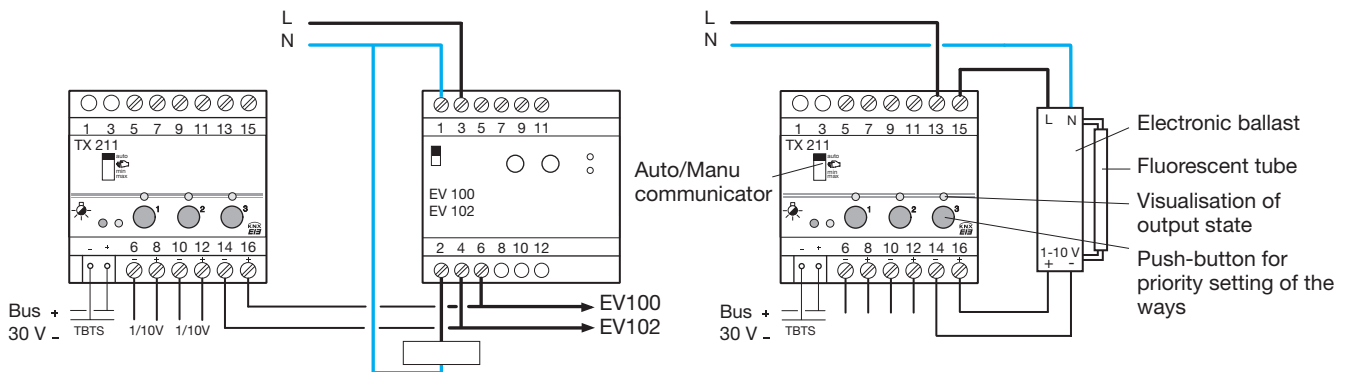 L
N
1 3 5 7 9 11 13 15
TX 211
auto
min
max
1 2 3
KNX
EIB
- +
6 8 10 12 14 16
- + - + - +
Bus +
30 V -
TBTS
1/10V 1/10V
1 3 5 7 9 11
EV 100
EV 102
2 4 6 8 10 12
EV100
EV102
L
N
1 3 5 7 9 11 13 15
TX 211
auto
min
max
Auto/Manu
communicator
1 2 3
KNX
EIB
- +
6 8 10 12 14 16
- + - + - +
Bus +
30 V -
TBTS
L N
1-10 V
+ -
Electronic ballast
Fluorescent tube
Visualisation of
output state
Push-button for
priority setting of the
ways